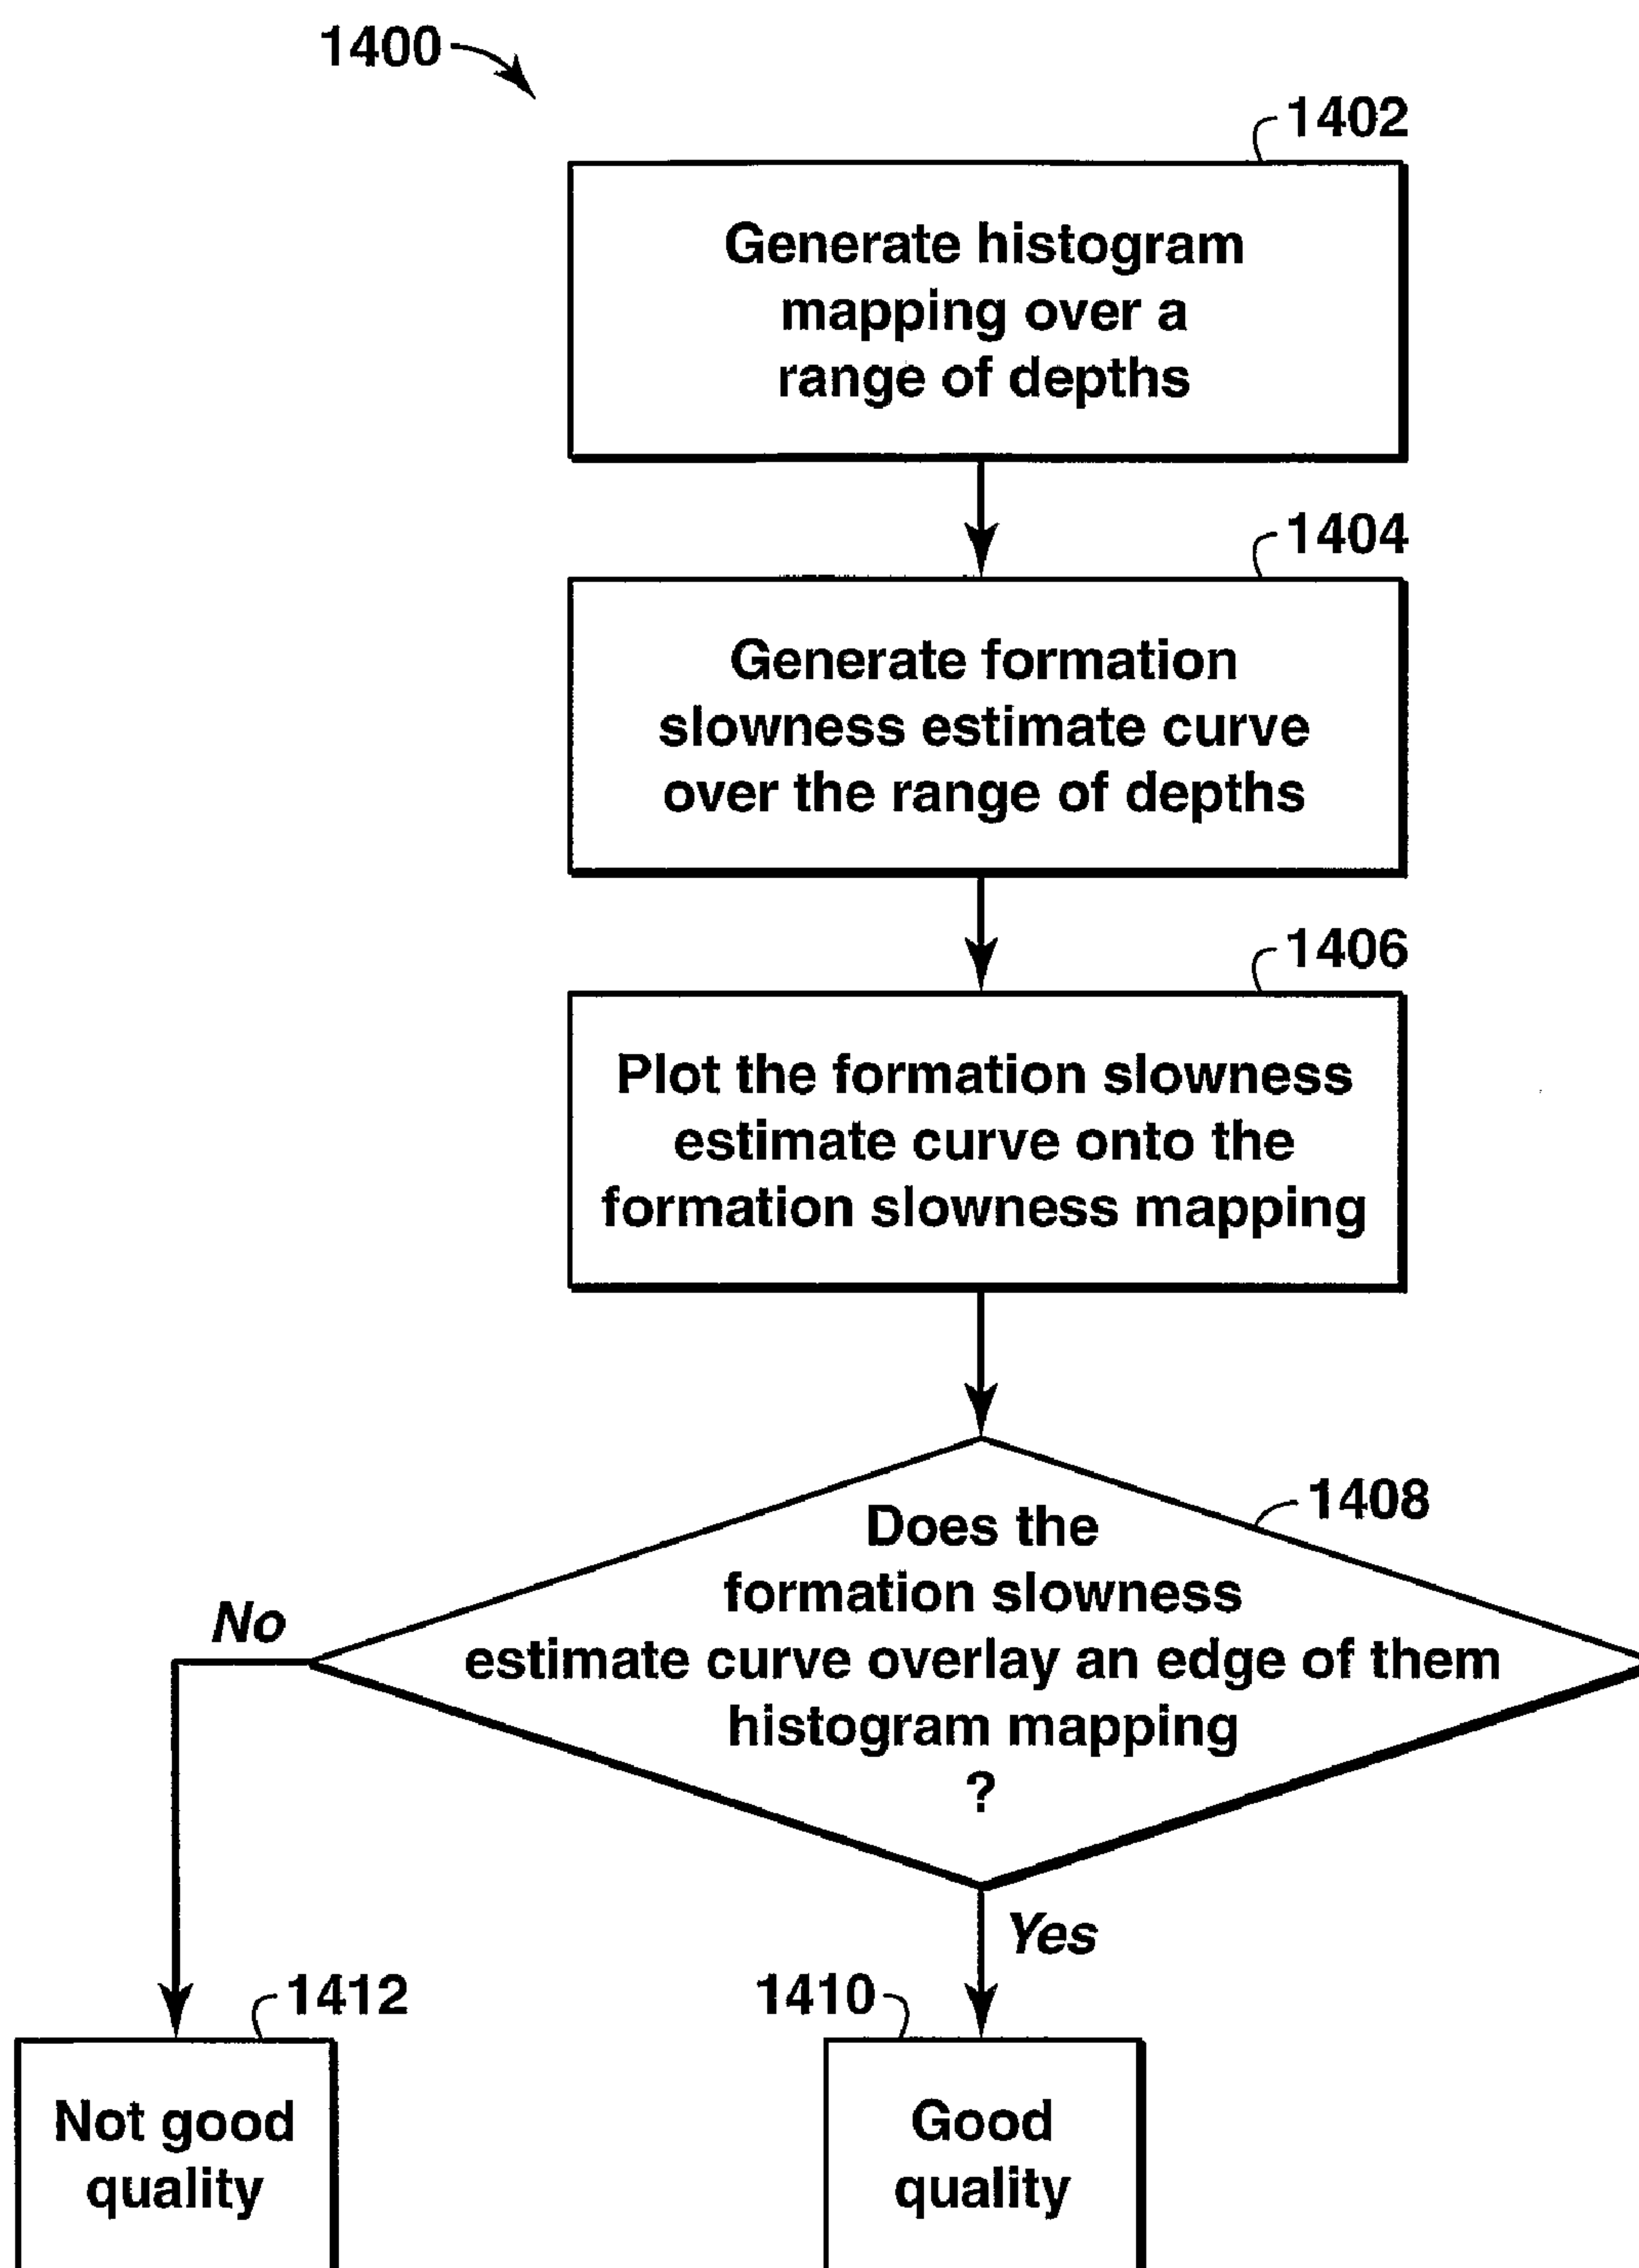 1400
1402
Generate histogram
mapping over a
range of depths
1404
Generate formation
slowness estimate curve
over the range of depths
1406
Plot the formation slowness
estimate curve onto the
formation slowness mapping
1408
Does the
formation slowness
estimate curve overlay an edge of them
histogram mapping
?
No
Yes
1412
1410
Not good
quality
Good
quality